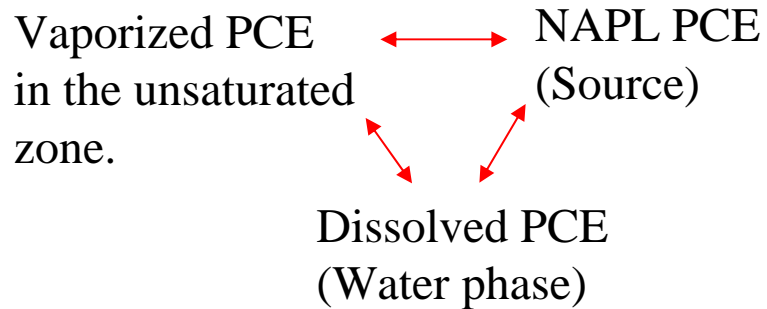 Vaporized PCE
in the unsaturated
zone.
NAPL PCE
(Source)
Dissolved PCE
(Water phase)